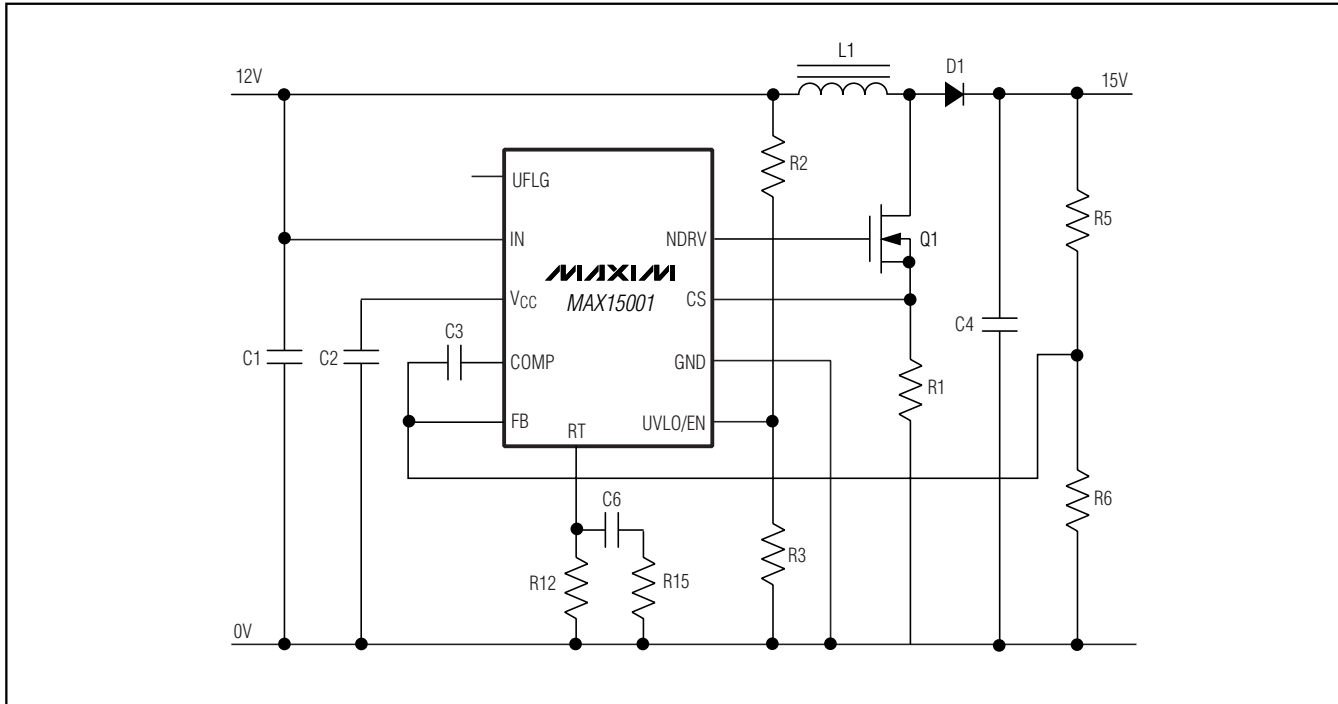 L1
D1
12V
15V
R2
UFLG
R5
IN
NDRV
Q1
MAXIM
MAX15001
VCC
CS
C3
C4
C1
C2
COMP
GND
R1
FB
UVLO/EN
RT
C6
R6
R12
R15
R3
0V